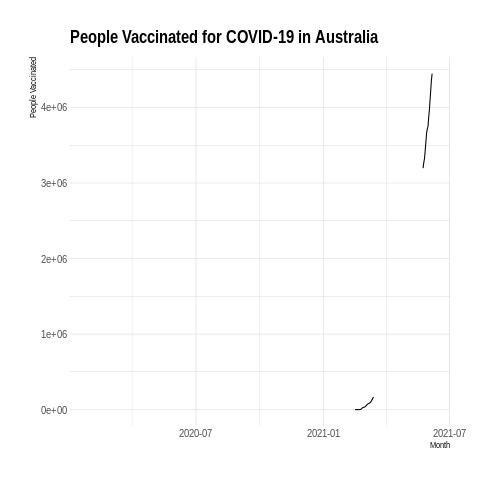 People Vaccinated for COVID-19 in Australia
People Vaccinated
4e+06
3e+06
2e+06
1e+06
0e+00
2020-07
2021-01
2021-07
Month